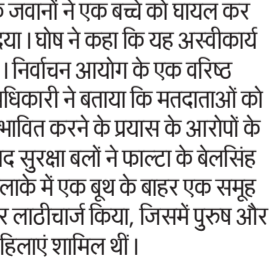 जवानों ने एक बच्चे को घायल कर
दया । घोष ने कहा कि यह अस्वीकार्य
। निर्वाचन आयोग के एक वरिष्ठ
धिकारी ने बताया कि मतदाताओं को
भावित करने के प्रयास के आरोपों के
द सुरक्षा बलों ने फाल्टा के बेलसिंह
लाके में एक बूथ के बाहर एक समूह
र लाठीचार्ज किया, जिसमें पुरुष और
हिलाएं शामिल थीं ।